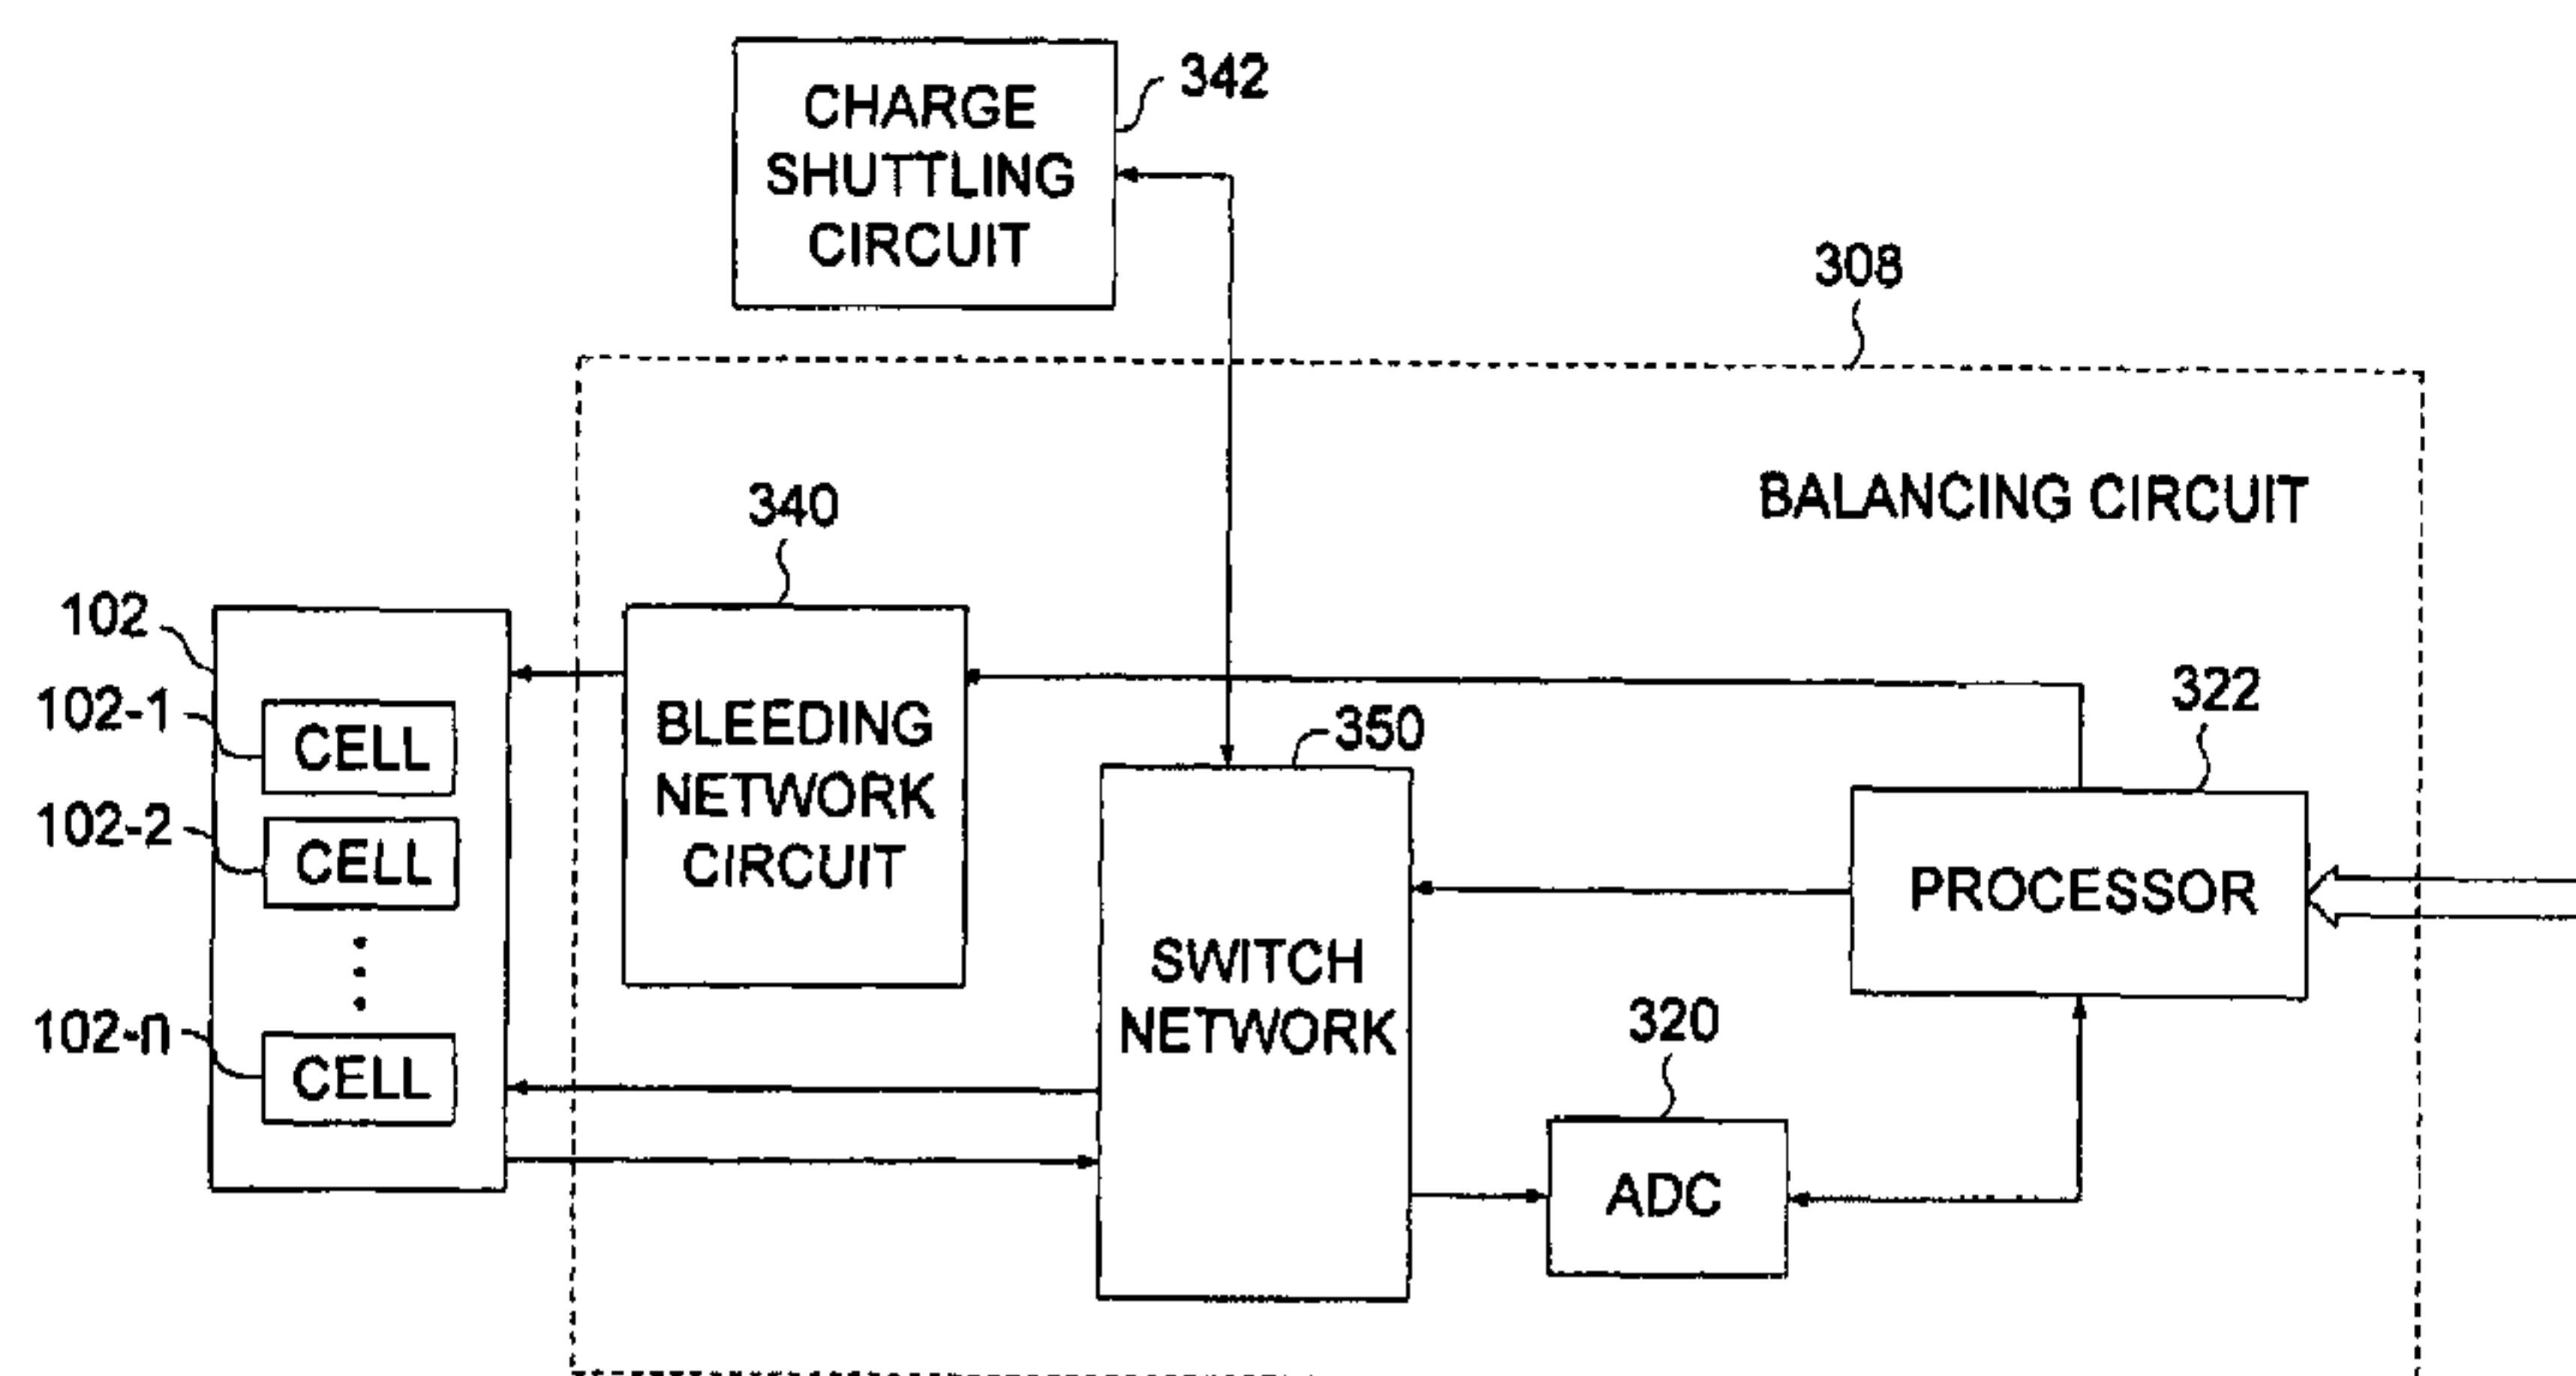 CHARGE
SHUTTLING
CIRCUIT
342
308
BALANCING CIRCUIT
340
BLEEDING
NETWORK
CIRCUIT
102
102-1
CELL
102-2
CELL
102-n
CELL
350
SWITCH
NETWORK
322
PROCESSOR
320
ADC